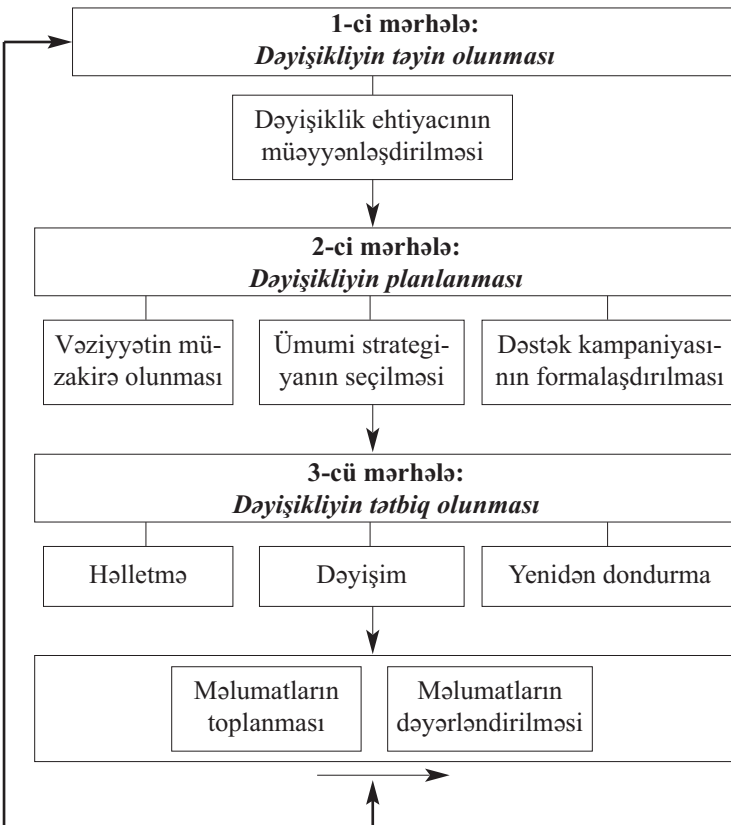 1-ci mərhələ:
Dəyişikliyin təyin olunması
Dəyişiklik ehtiyacının
müəyyənləşdirilməsi
2-ci mərhələ:
Dəyişikliyin planlanması
Vəziyyətin mü-
zakirə olunması
Ümumi strategi-
yanın seçilməsi
Dəstək kampaniyası-
nın formalaşdırılması
3-cü mərhələ:
Dəyişikliyin tətbiq olunması
Həlletmə
Dəyişim
Yenidən dondurma
Məlumatların
toplanması
Məlumatların
dəyərləndirilməsi